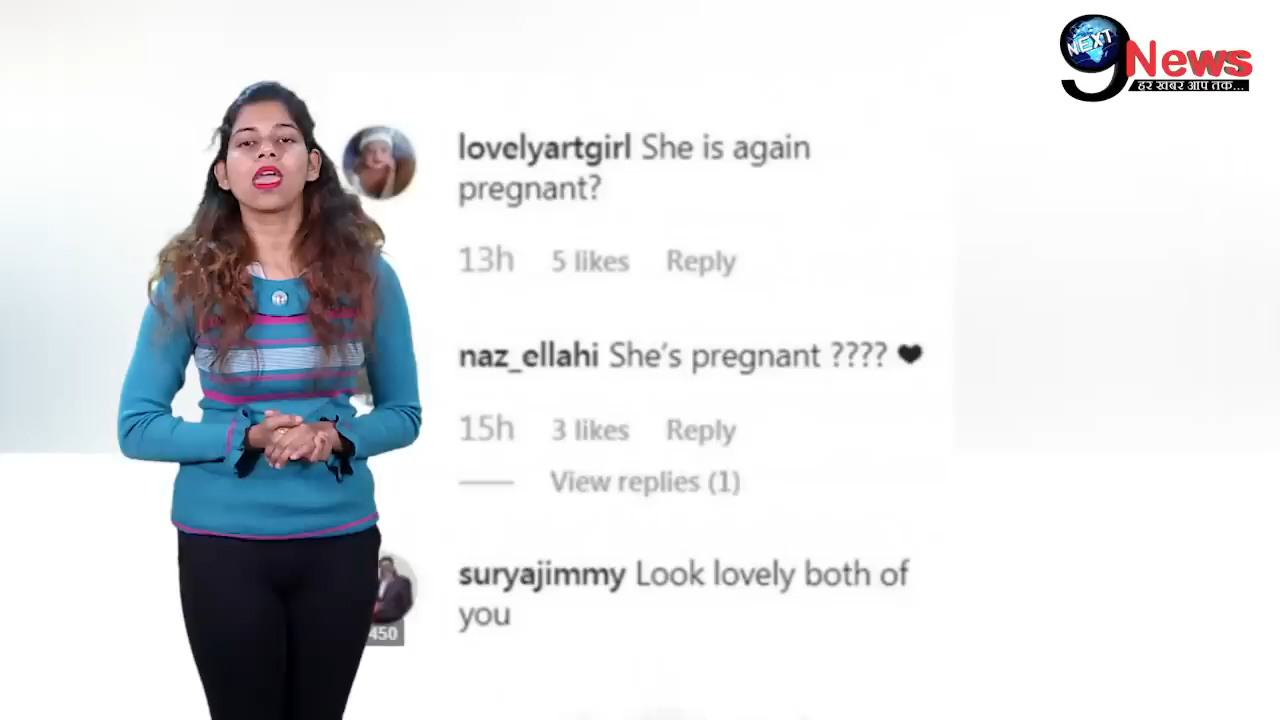 NEXT
9 News
हर खबर आप तक...
lovelyartgirl She is again
pregnant?
13h 5 likes Reply
naz_ellahi She's pregnant ???? ❤
15h 3 likes Reply
View replies (1)
suryajimmy Look lovely both of
you
450